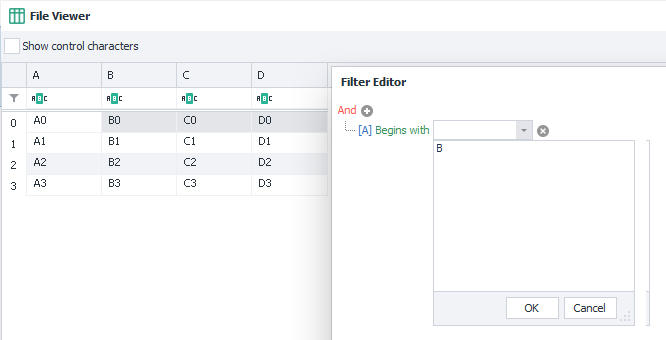 File Viewer
Show control characters
A B C D
ABC ABC ABC ABC
0 A0 B0 C0 D0
1 A1 B1 C1 D1
2 A2 B2 C2 D2
3 A3 B3 C3 D3
Filter Editor
And
[A] Begins with
B
OK Cancel